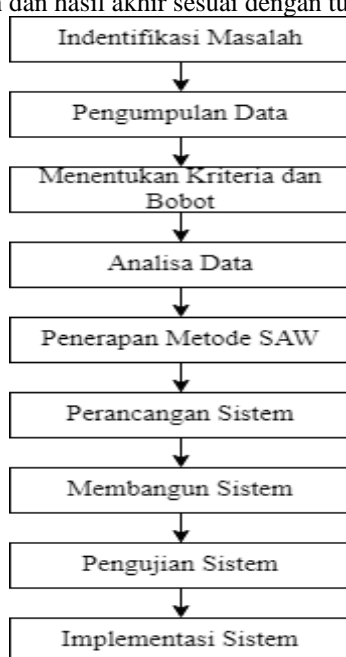 dan hasil akhir sesuai dengan
Indentifikasi Masalah
Pengumpulan Data
Menentukan Kriteria dan
Bobot
Analisa Data
Penerapan Metode SAW
Perancangan Sistem
Membangun Sistem
Pengujian Sistem
Implementasi Sistem